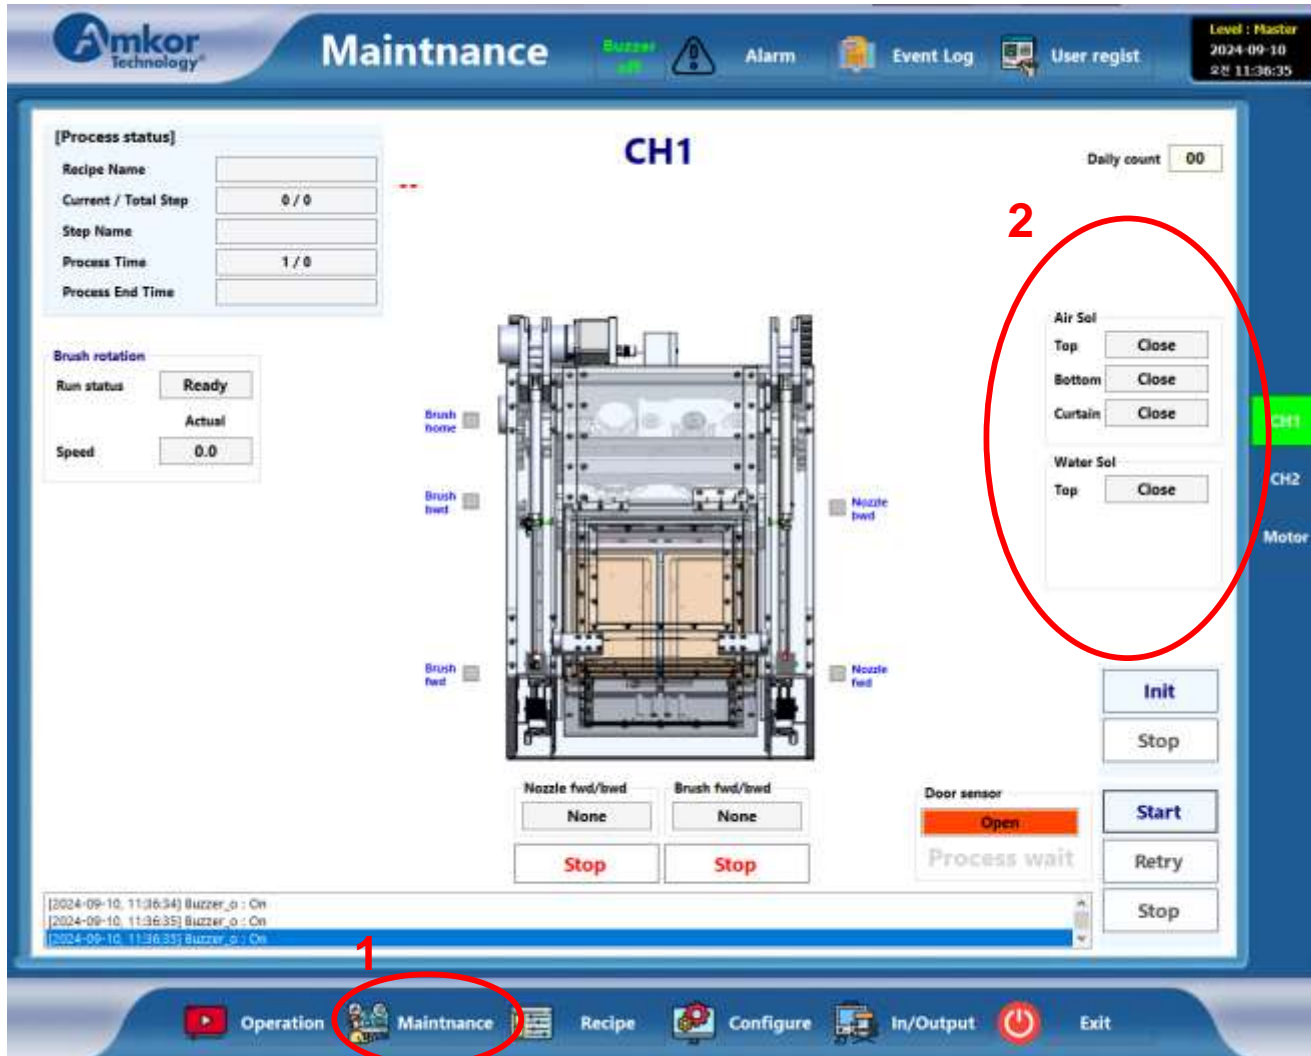 Amkor
Technology®
Maintnance
Buzzer
off
Alarm
Event Log
User regist
Level : Master
2024-09-10
오전 11:36:35
[Process status]
Recipe Name
Current / Total Step 0 / 0
Step Name
Process Time 1 / 0
Process End Time
--
CH1
Daily count 00
2
Brush rotation
Run status Ready
Actual
Speed 0.0
Brush
home
Brush
bwd
Brush
fwd
Nozzle
bwd
Nozzle
fwd
Air Sol
Top Close
Bottom Close
Curtain Close
Water Sol
Top Close
CH1
CH2
Motor
Init
Stop
Nozzle fwd/bwd
None
Stop
Brush fwd/bwd
None
Stop
Door sensor
Open
Process wait
Start
Retry
Stop
[2024-09-10, 11:36:34] Buzzer_o : On
[2024-09-10, 11:36:35] Buzzer_o : On
[2024-09-10, 11:36:35] Buzzer_o : On
1
Operation
Maintnance
Recipe
Configure
In/Output
Exit